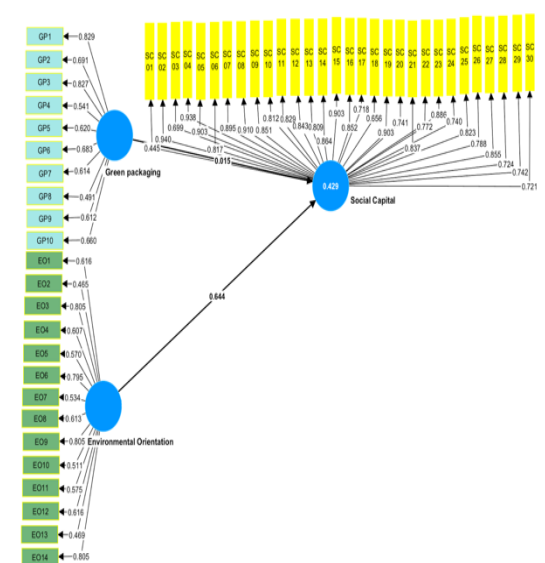 SC 01
SC 02
SC 03
SC 04
SC 05
SC 06
SC 07
SC 08
SC 09
SC 10
SC 11
SC 12
SC 13
SC 14
SC 15
SC 16
SC 17
SC 18
SC 19
SC 20
SC 21
SC 22
SC 23
SC 24
SC 25
SC 26
SC 27
SC 28
SC 29
SC 30
GP1
0.829
GP2
0.691
GP3
0.827
GP4
0.541
GP5
0.620
GP6
0.683
GP7
0.614
GP8
0.491
GP9
0.612
GP10
0.660
Green packaging
0.445
0.940
0.699
0.938
0.903
0.817
0.895
0.910
0.851
0.812
0.829
0.843
0.809
0.864
0.903
0.852
0.718
0.656
0.903
0.741
0.772
0.837
0.886
0.740
0.823
0.788
0.855
0.724
0.742
0.721
0.015
0.429
Social Capital
0.644
EO1
0.616
EO2
0.465
EO3
0.805
EO4
0.607
EO5
0.570
EO6
0.795
EO7
0.534
EO8
0.613
EO9
0.805
EO10
0.511
EO11
0.575
EO12
0.616
EO13
0.469
EO14
0.805
Environmental Orientation